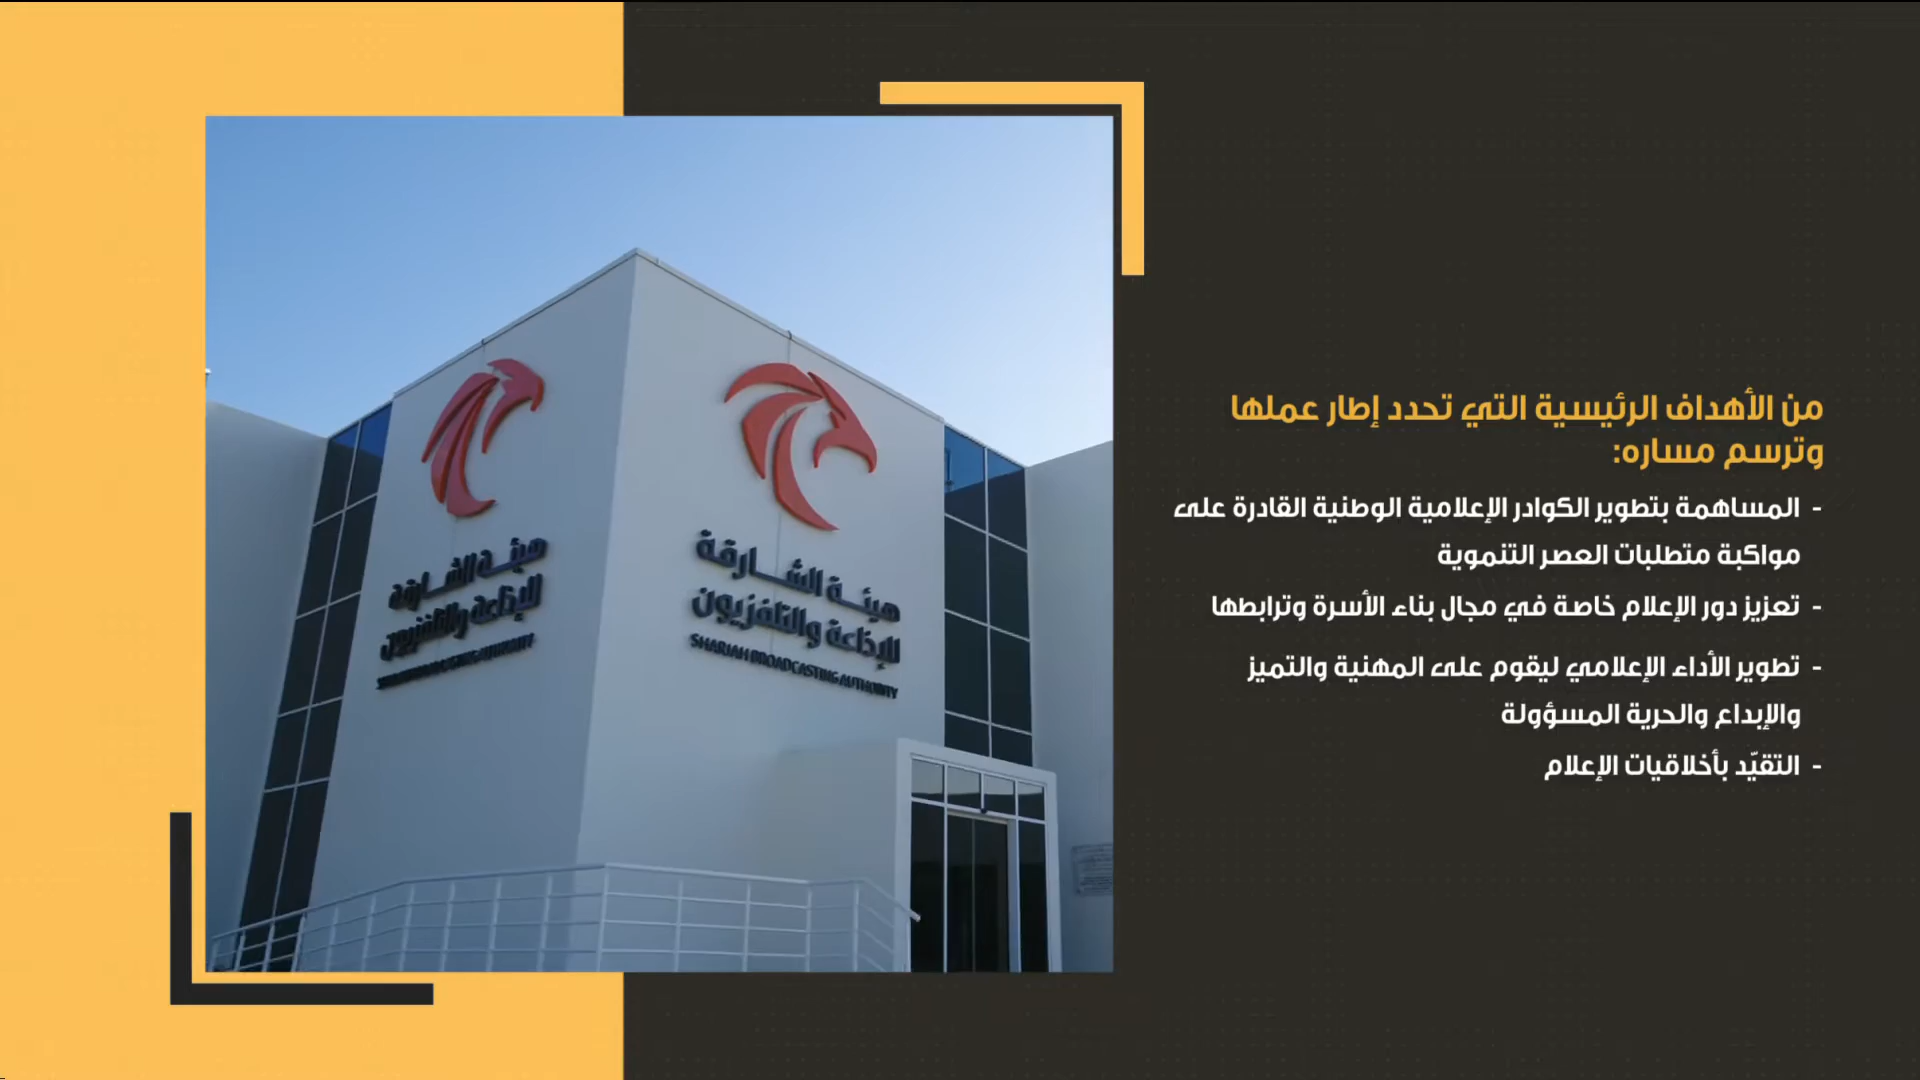 من الأهداف الرئيسية التي تحدد إطار عملها
وترسم مساره:
- المساهمة بتطوير الكوادر الإعلامية الوطنية القادرة على
مواكبة متطلبات العصر التنموية
- تعزيز دور الإعلام خاصة في مجال بناء الأسرة وترابطها
- تطوير الأداء الإعلامي ليقوم على المهنية والتميز
والإبداع والحرية المسؤولة
- التقيّد بأخلاقيات الإعلام
هيئة الشارقة
للإذاعة والتلفزيون
SHARJAH BROADCASTING AUTHORITY
هيئة الشارقة
للإذاعة والتلفزيون